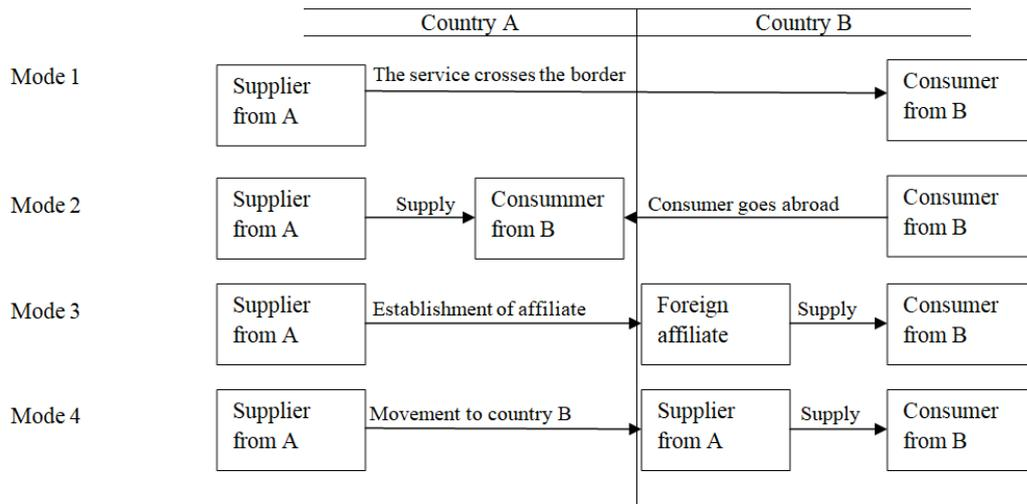 Country A
Country B
Mode 1
Supplier
from A
The service crosses the border
Consumer
from B
Mode 2
Supplier
from A
Supply
Consummer
from B
Consumer goes abroad
Consumer
from B
Mode 3
Supplier
from A
Establishment of affiliate
Foreign
affiliate
Supply
Consumer
from B
Mode 4
Supplier
from A
Movement to country B
Supplier
from A
Supply
Consumer
from B